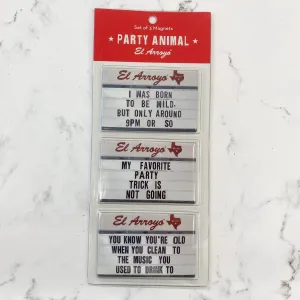 Set of 3 Magnets
★ PARTY ANIMAL ★
El Arroyo
El Arroyo
I WAS BORN
TO BE MILD,
BUT ONLY AROUND
9PM OR SO
El Arroyo
MY FAVORITE
PARTY
TRICK IS
NOT GOING
El Arroyo
YOU KNOW YOU'RE OLD
WHEN YOU CLEAN TO
THE MUSIC YOU
USED TO DRINK TO